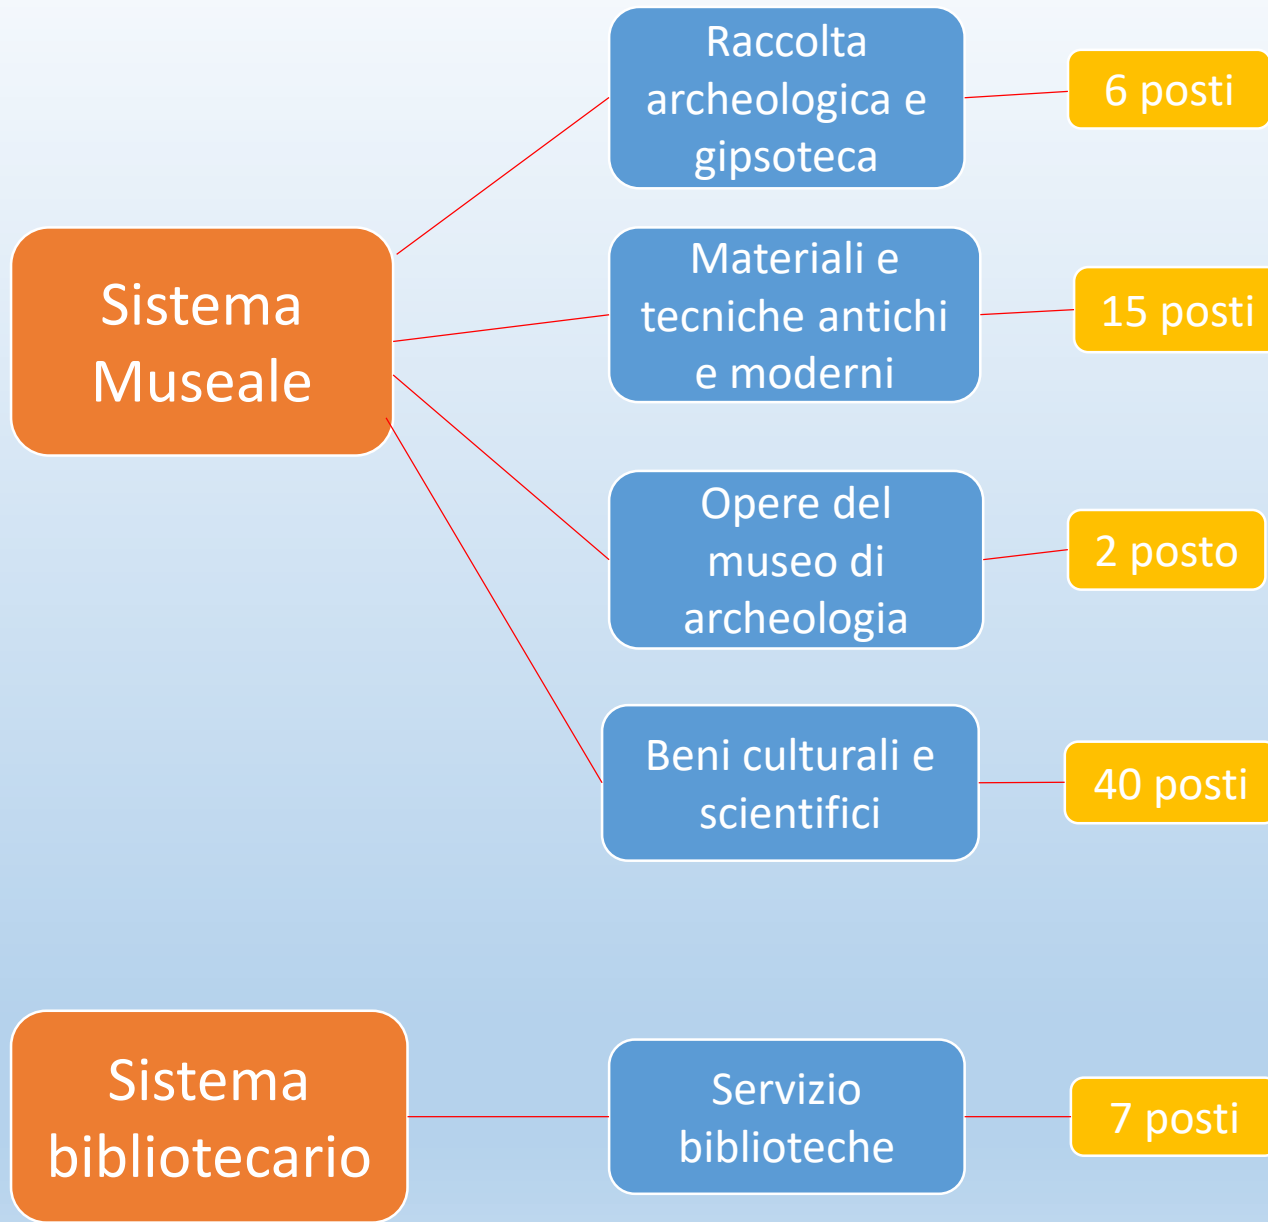 Raccolta
archeologica e
gipsoteca
6 posti
Sistema
Museale
Materiali e
tecniche antichi
e moderni
15 posti
Opere del
museo di
archeologia
2 posto
Beni culturali e
scientifici
40 posti
Sistema
bibliotecario
Servizio
biblioteche
7 posti